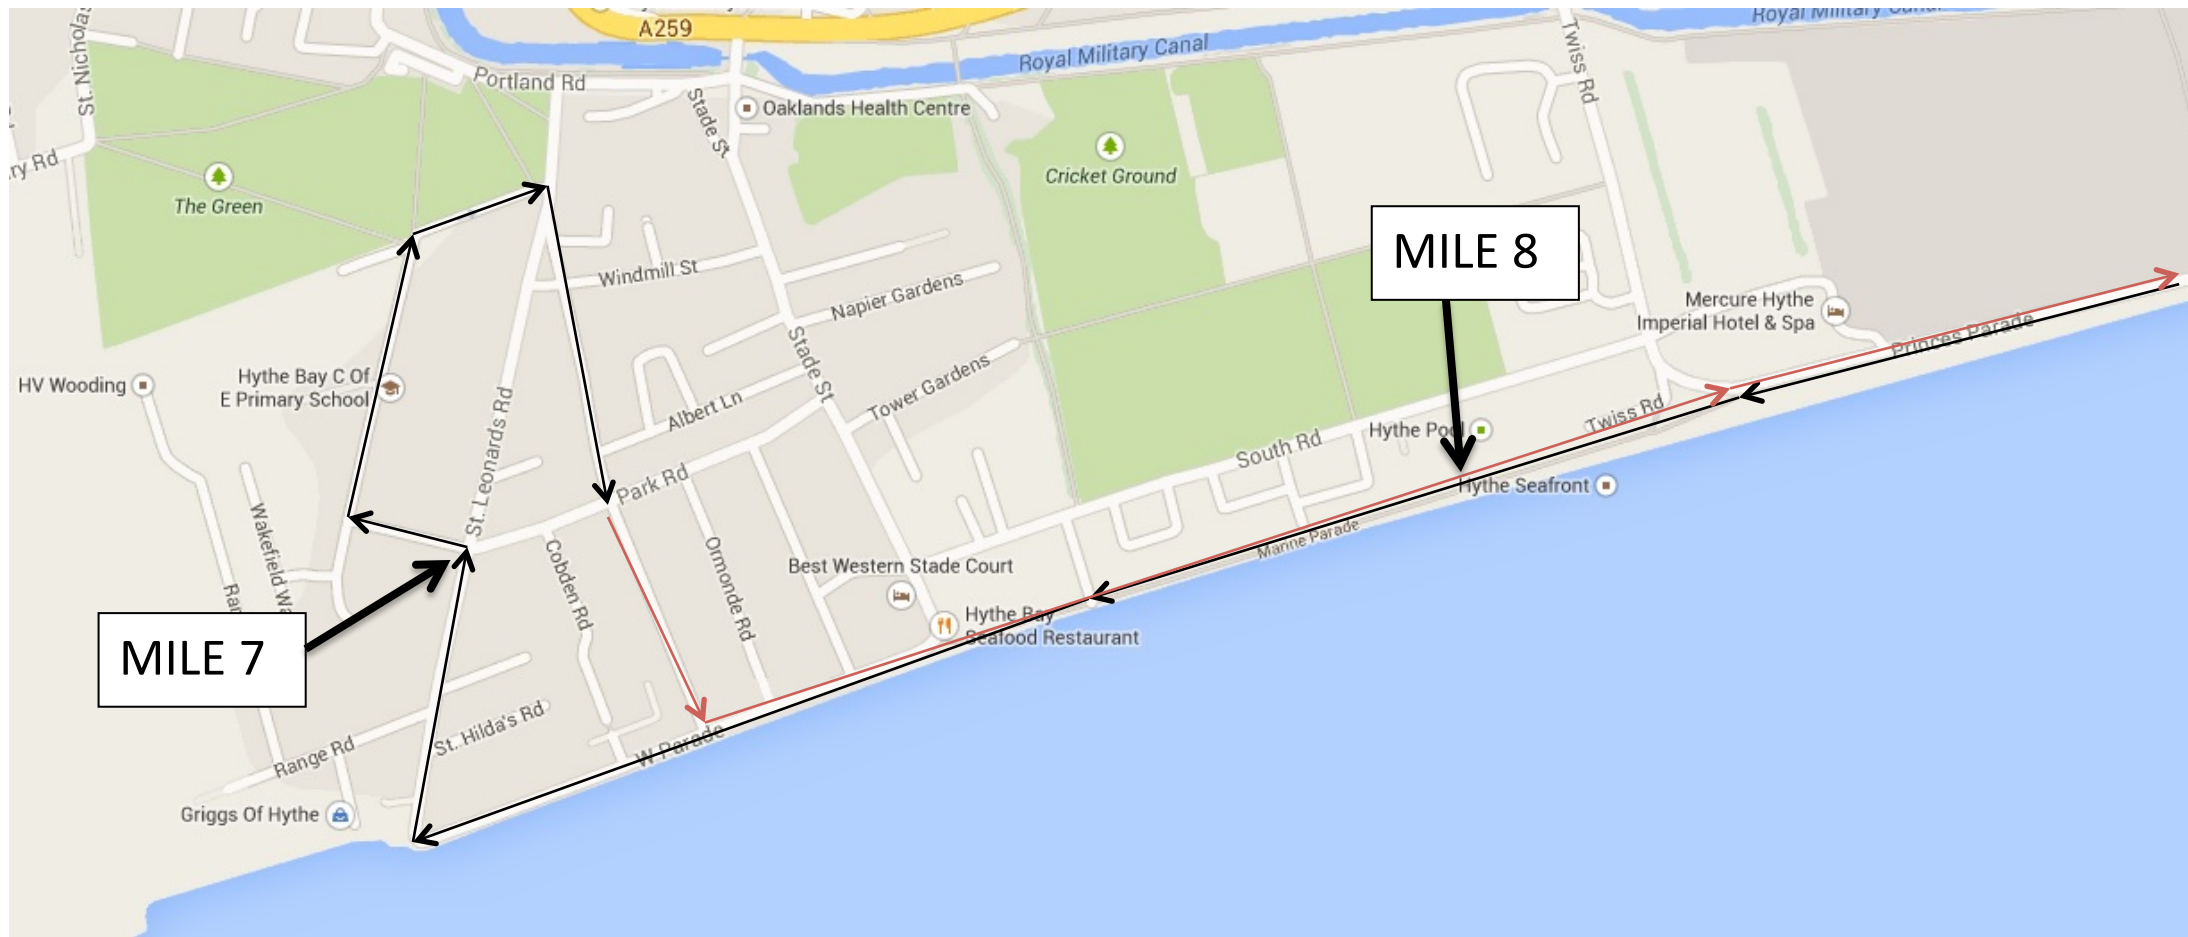 A259
Royal Military Canal
Royal Military Canal
St. Nicholas
Portland Rd
Twiss Rd
Stade St
Oaklands Health Centre
ry Rd
The Green
Cricket Ground
MILE 8
Windmill St
Napier Gardens
Mercure Hythe
Imperial Hotel & Spa
Princes Parade
Stade St
Tower Gardens
HV Wooding
Hythe Bay C Of
E Primary School
St. Leonards Rd
Albert Ln
Twiss Rd
Hythe Pool
South Rd
Park Rd
Hythe Seafront
Wakefield Wa
Marine Parade
Cobden Rd
Ormonde Rd
Best Western Stade Court
Ran
Hythe Bay
Seafood Restaurant
MILE 7
St. Hilda's Rd
W Parade
Range Rd
Griggs Of Hythe